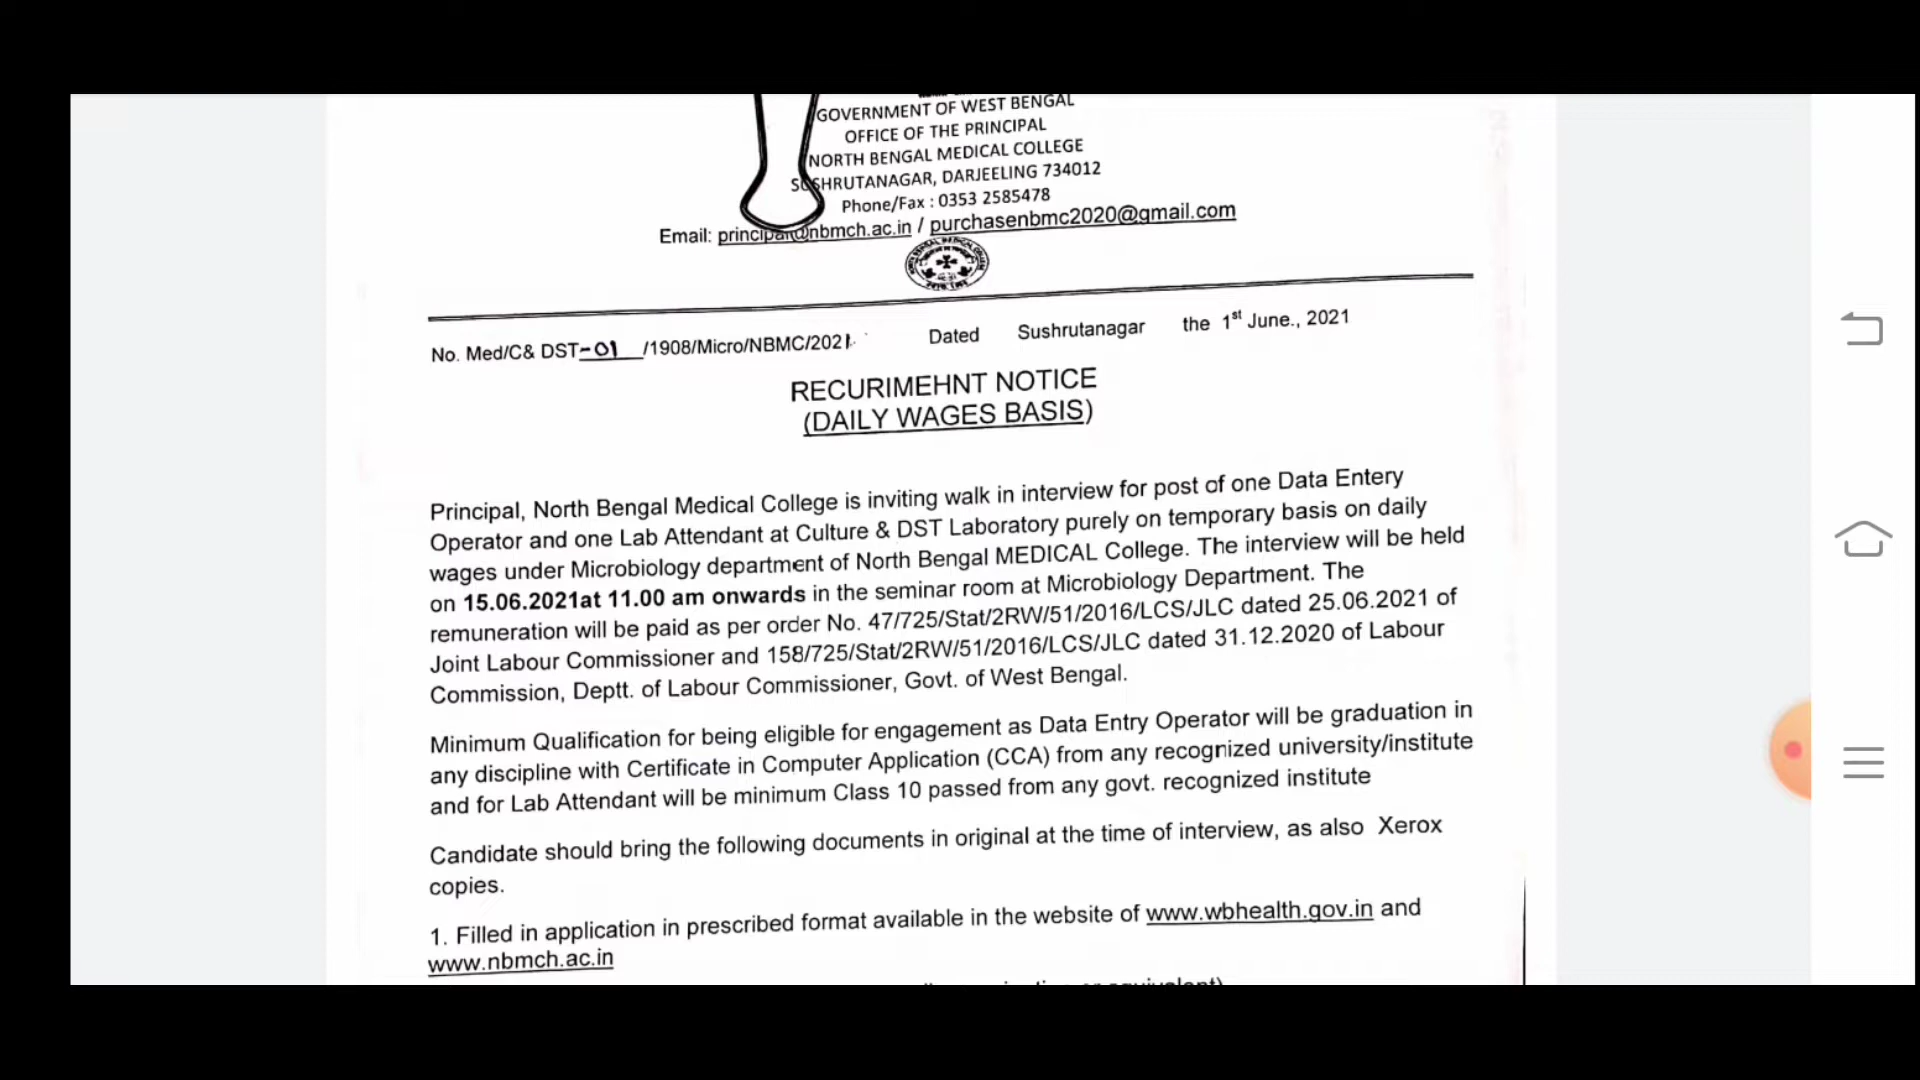 GOVERNMENT OF WEST BENGAL
OFFICE OF THE PRINCIPAL
NORTH BENGAL MEDICAL COLLEGE
SUSHRUTANAGAR, DARJEELING 734012
Phone/Fax : 0353 2585478
Email: principal@nbmch.ac.in / purchasenbmc2020@gmail.com
No. Med/C& DST-01 /1908/Micro/NBMC/2021. Dated Sushrutanagar the 1st June., 2021
RECURIMEHNT NOTICE
(DAILY WAGES BASIS)
Principal, North Bengal Medical College is inviting walk in interview for post of one Data Entery
Operator and one Lab Attendant at Culture & DST Laboratory purely on temporary basis on daily
wages under Microbiology department of North Bengal MEDICAL College. The interview will be held
on 15.06.2021at 11.00 am onwards in the seminar room at Microbiology Department. The
remuneration will be paid as per order No. 47/725/Stat/2RW/51/2016/LCS/JLC dated 25.06.2021 of
Joint Labour Commissioner and 158/725/Stat/2RW/51/2016/LCS/JLC dated 31.12.2020 of Labour
Commission, Deptt. of Labour Commissioner, Govt. of West Bengal.
Minimum Qualification for being eligible for engagement as Data Entry Operator will be graduation in
any discipline with Certificate in Computer Application (CCA) from any recognized university/institute
and for Lab Attendant will be minimum Class 10 passed from any govt. recognized institute
Candidate should bring the following documents in original at the time of interview, as also Xerox
copies.
1. Filled in application in prescribed format available in the website of www.wbhealth.gov.in and
www.nbmch.ac.in